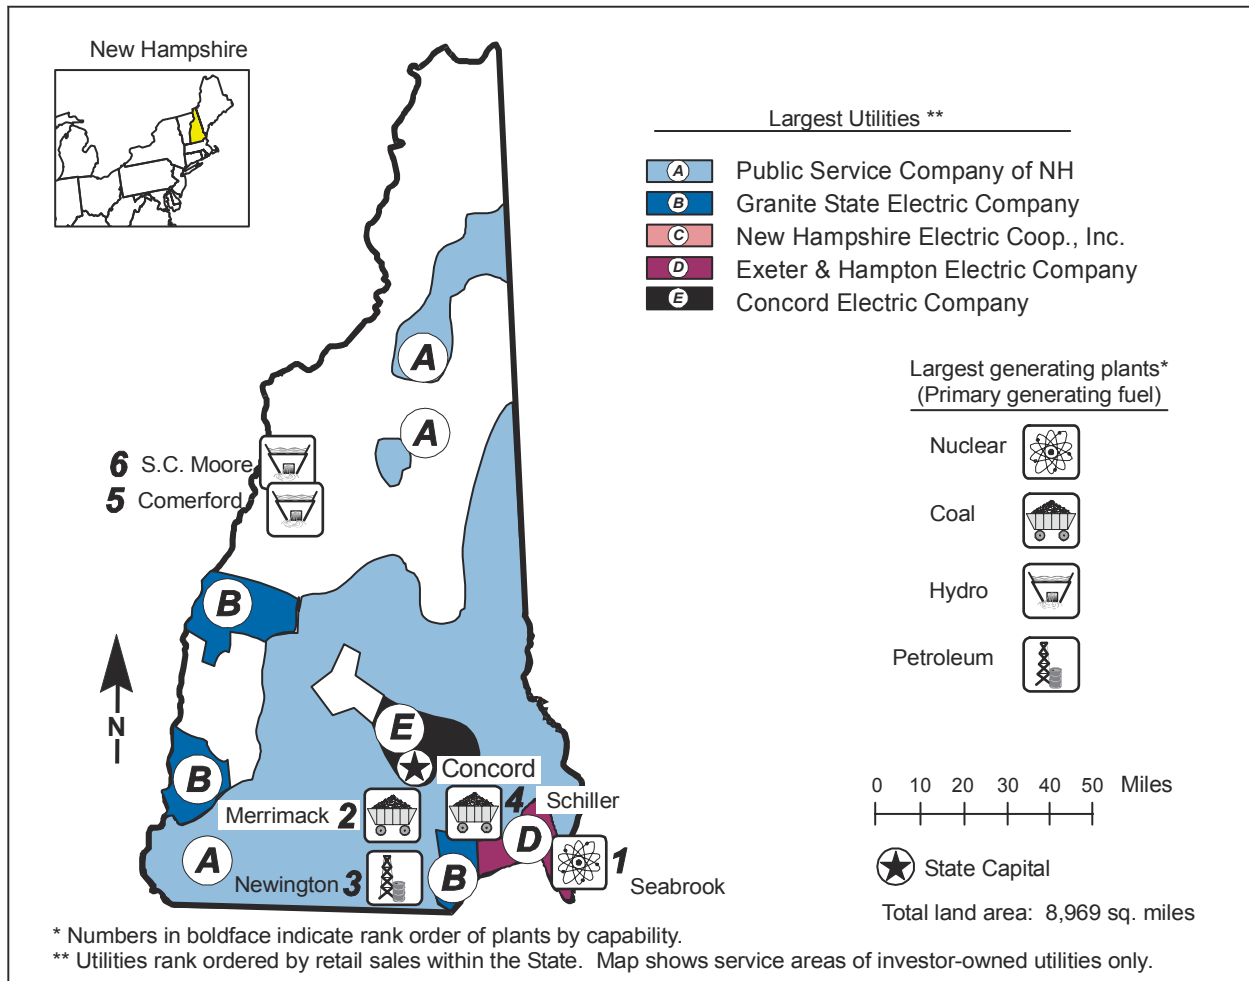 New Hampshire
Largest Utilities **
A Public Service Company of NH
B Granite State Electric Company
C New Hampshire Electric Coop., Inc.
D Exeter & Hampton Electric Company
E Concord Electric Company
Largest generating plants*
(Primary generating fuel)
Nuclear
Coal
Hydro
Petroleum
A
A
6 S.C. Moore
5 Comerford
B
N
E
B
Concord
Merrimack 2
4 Schiller
D
A
Newington 3
B
1
Seabrook
0 10 20 30 40 50 Miles
State Capital
Total land area: 8,969 sq. miles
* Numbers in boldface indicate rank order of plants by capability.
** Utilities rank ordered by retail sales within the State. Map shows service areas of investor-owned utilities only.